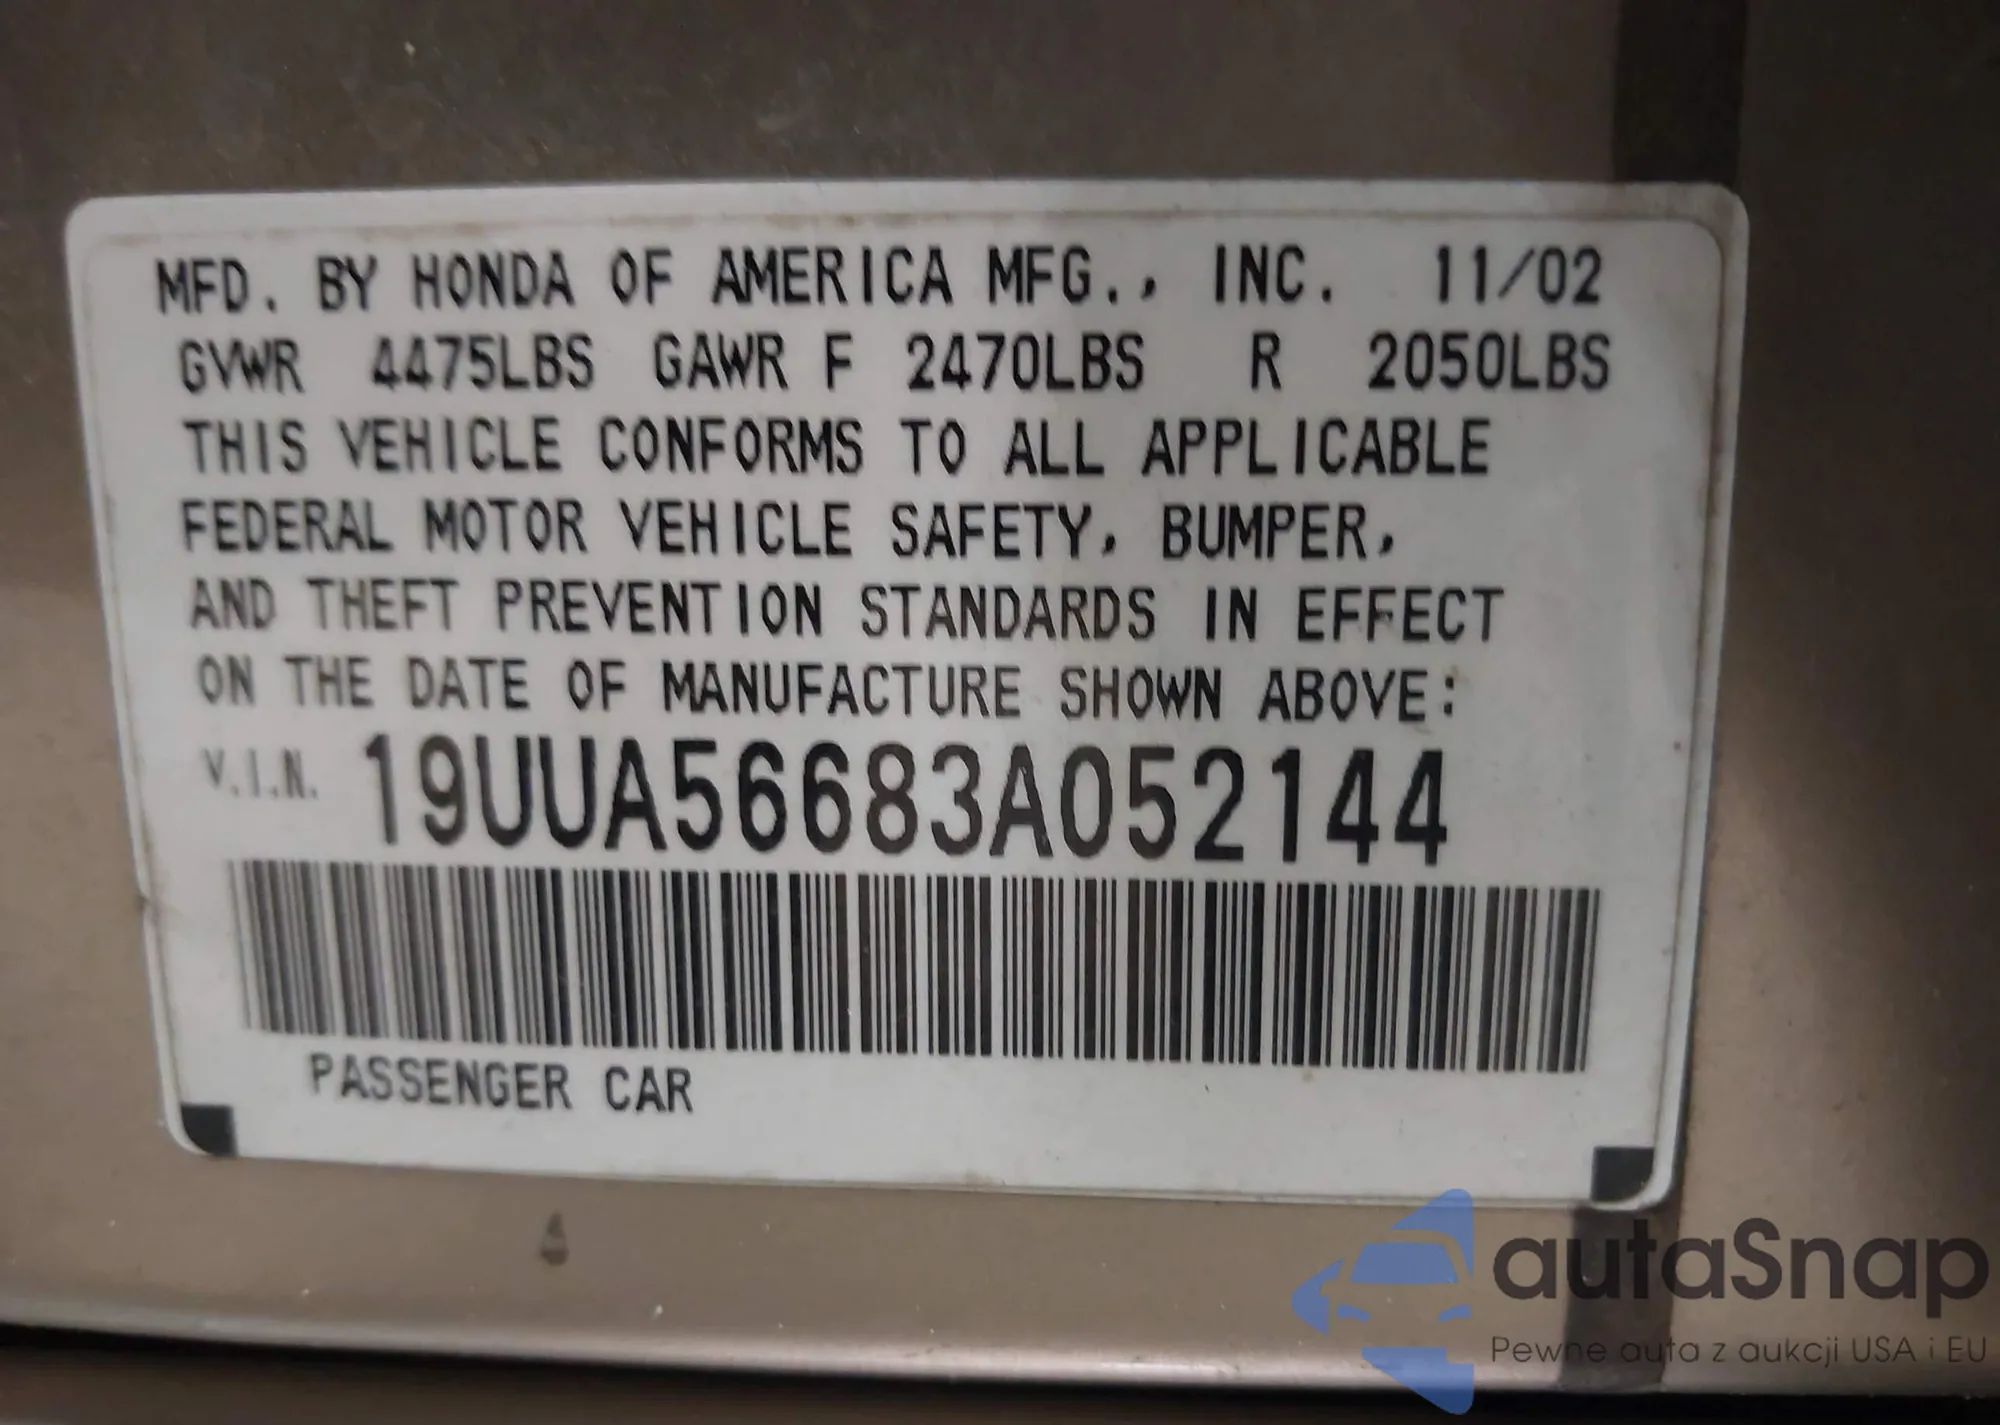 MFD. BY HONDA OF AMERICA MFG., INC. 11/02
GVWR 4475LBS GAWR F 2470LBS R 2050LBS
THIS VEHICLE CONFORMS TO ALL APPLICABLE
FEDERAL MOTOR VEHICLE SAFETY, BUMPER,
AND THEFT PREVENTION STANDARDS IN EFFECT
ON THE DATE OF MANUFACTURE SHOWN ABOVE:
V.I.N. 19UUA56683A052144
PASSENGER CAR
autaSnap
Pewne auta z aukcji USA i EU